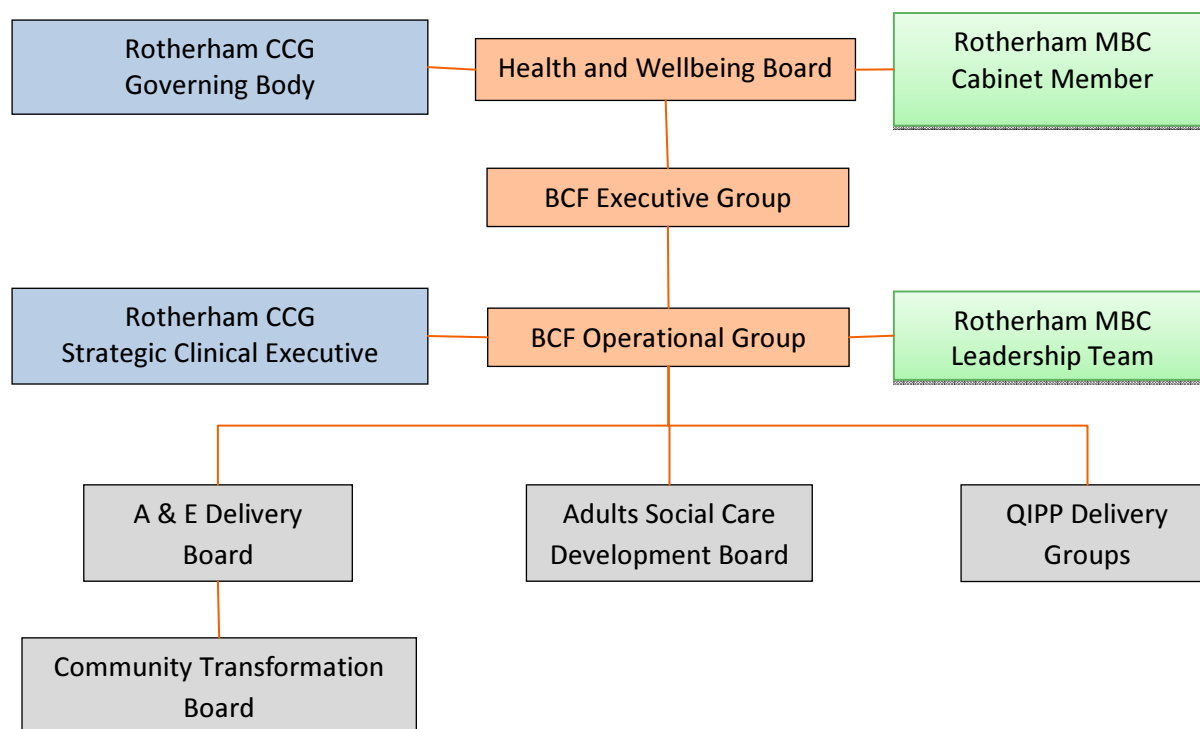 Rotherham CCG
Governing Body
Health and Wellbeing Board
Rotherham MBC
Cabinet Member
BCF Executive Group
Rotherham CCG
Strategic Clinical Executive
BCF Operational Group
Rotherham MBC
Leadership Team
A & E Delivery
Board
Adults Social Care
Development Board
QIPP Delivery
Groups
Community Transformation
Board